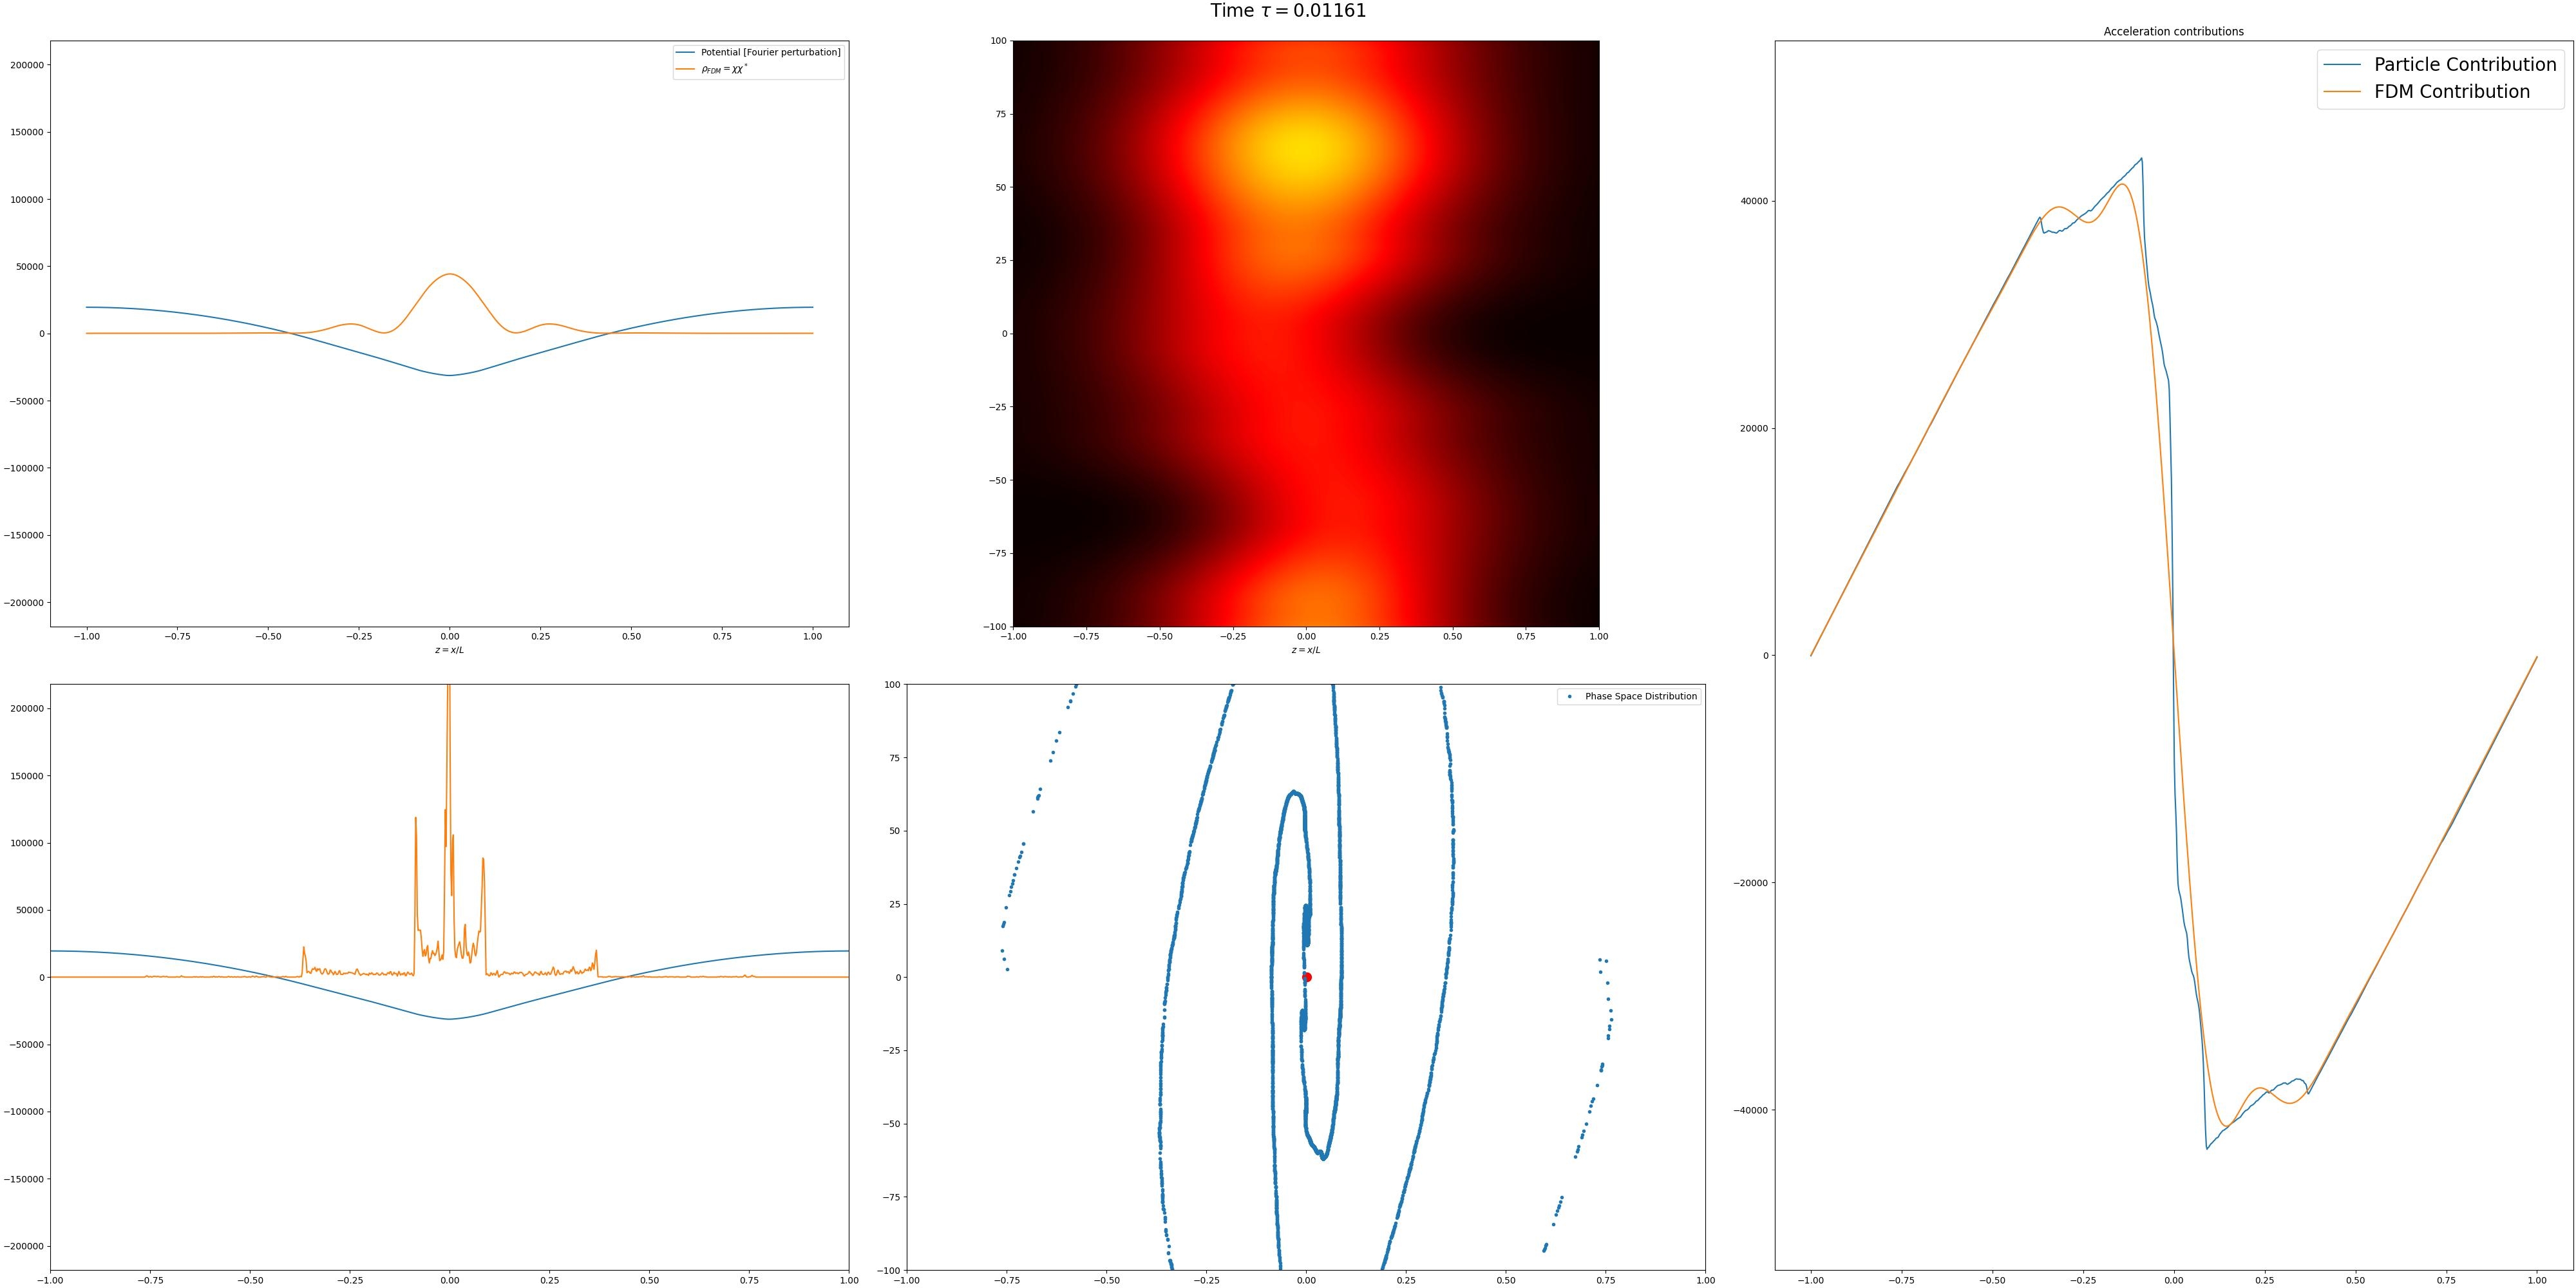 Time τ = 0.01161
Potential [Fourier perturbation]
ρ_FDM = χχ*
200000
150000
100000
50000
0
−50000
−100000
−150000
−200000
−1.00 −0.75 −0.50 −0.25 0.00 0.25 0.50 0.75 1.00
z = x/L
100
75
50
25
0
−25
−50
−75
−100
−1.00 −0.75 −0.50 −0.25 0.00 0.25 0.50 0.75 1.00
z = x/L
Acceleration contributions
Particle Contribution
FDM Contribution
40000
20000
0
−20000
−40000
−1.00 −0.75 −0.50 −0.25 0.00 0.25 0.50 0.75 1.00
200000
150000
100000
50000
0
−50000
−100000
−150000
−200000
−1.00 −0.75 −0.50 −0.25 0.00 0.25 0.50 0.75 1.00
Phase Space Distribution
100
75
50
25
0
−25
−50
−75
−100
−1.00 −0.75 −0.50 −0.25 0.00 0.25 0.50 0.75 1.00